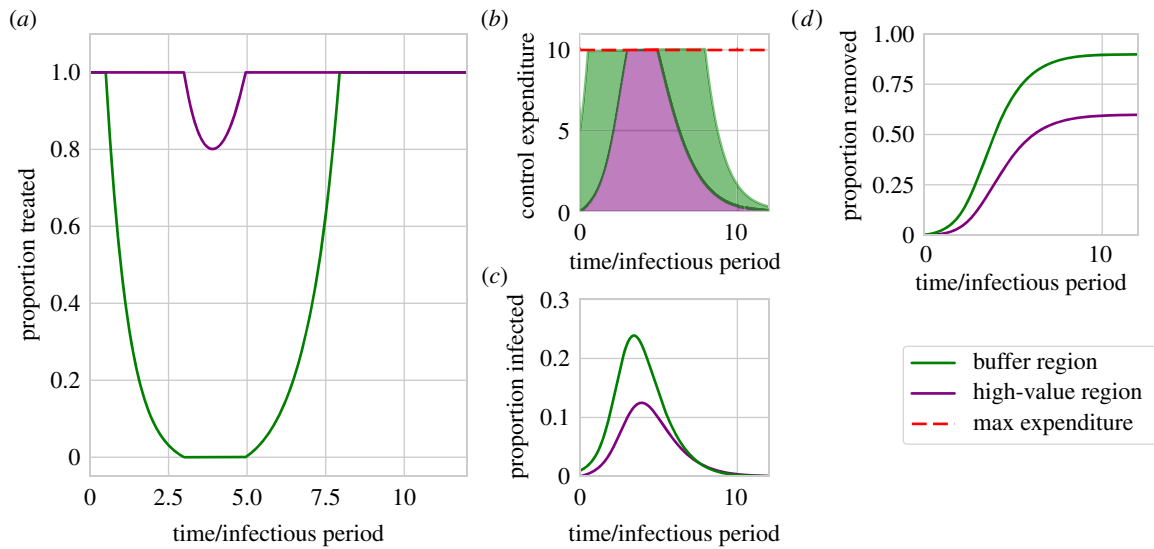 (a)
proportion treated
1.0
0.8
0.6
0.4
0.2
0
0
2.5
5.0
7.5
10
time/infectious period
(b)
control expenditure
10
5
0
0
10
time/infectious period
(c)
proportion infected
0.3
0.2
0.1
0
0
10
time/infectious period
(d)
proportion removed
1.00
0.75
0.50
0.25
0
0
10
time/infectious period
buffer region
high-value region
max expenditure